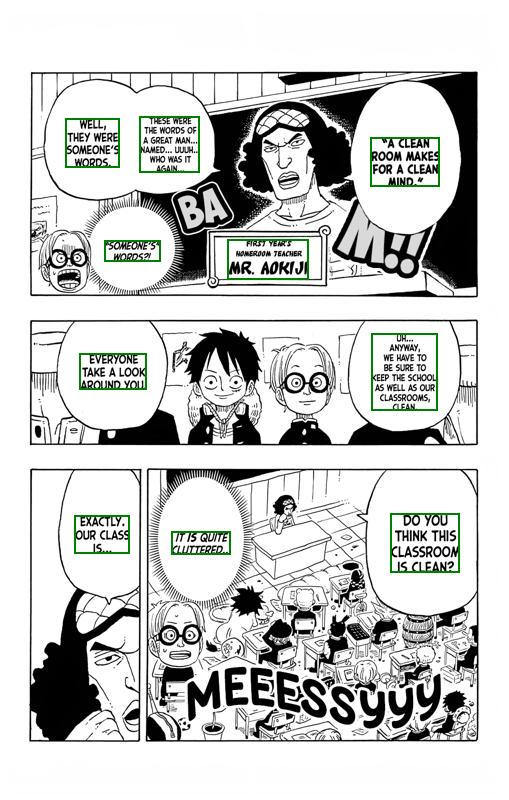 "A CLEAN
ROOM MAKES
FOR A CLEAN
MIND."
THESE WERE
THE WORDS OF
A GREAT MAN...
NAMED... UUUH..
WHO WAS IT
AGAIN...
WELL,
THEY WERE
SOMEONE'S
WORDS.
BA
M!!
"SOMEONE'S"
WORDS?!
FIRST YEAR'S
HOMEROOM TEACHER
MR. AOKIJI
UH...
ANYWAY,
WE HAVE TO
BE SURE TO
KEEP THE SCHOOL
AS WELL AS OUR
CLASSROOMS,
CLEAN.
EVERYONE
TAKE A LOOK
AROUND YOU.
DO YOU
THINK THIS
CLASSROOM
IS CLEAN?
IT IS QUITE
CLUTTERED..
MEEESSYYY
EXACTLY.
OUR CLASS
IS...